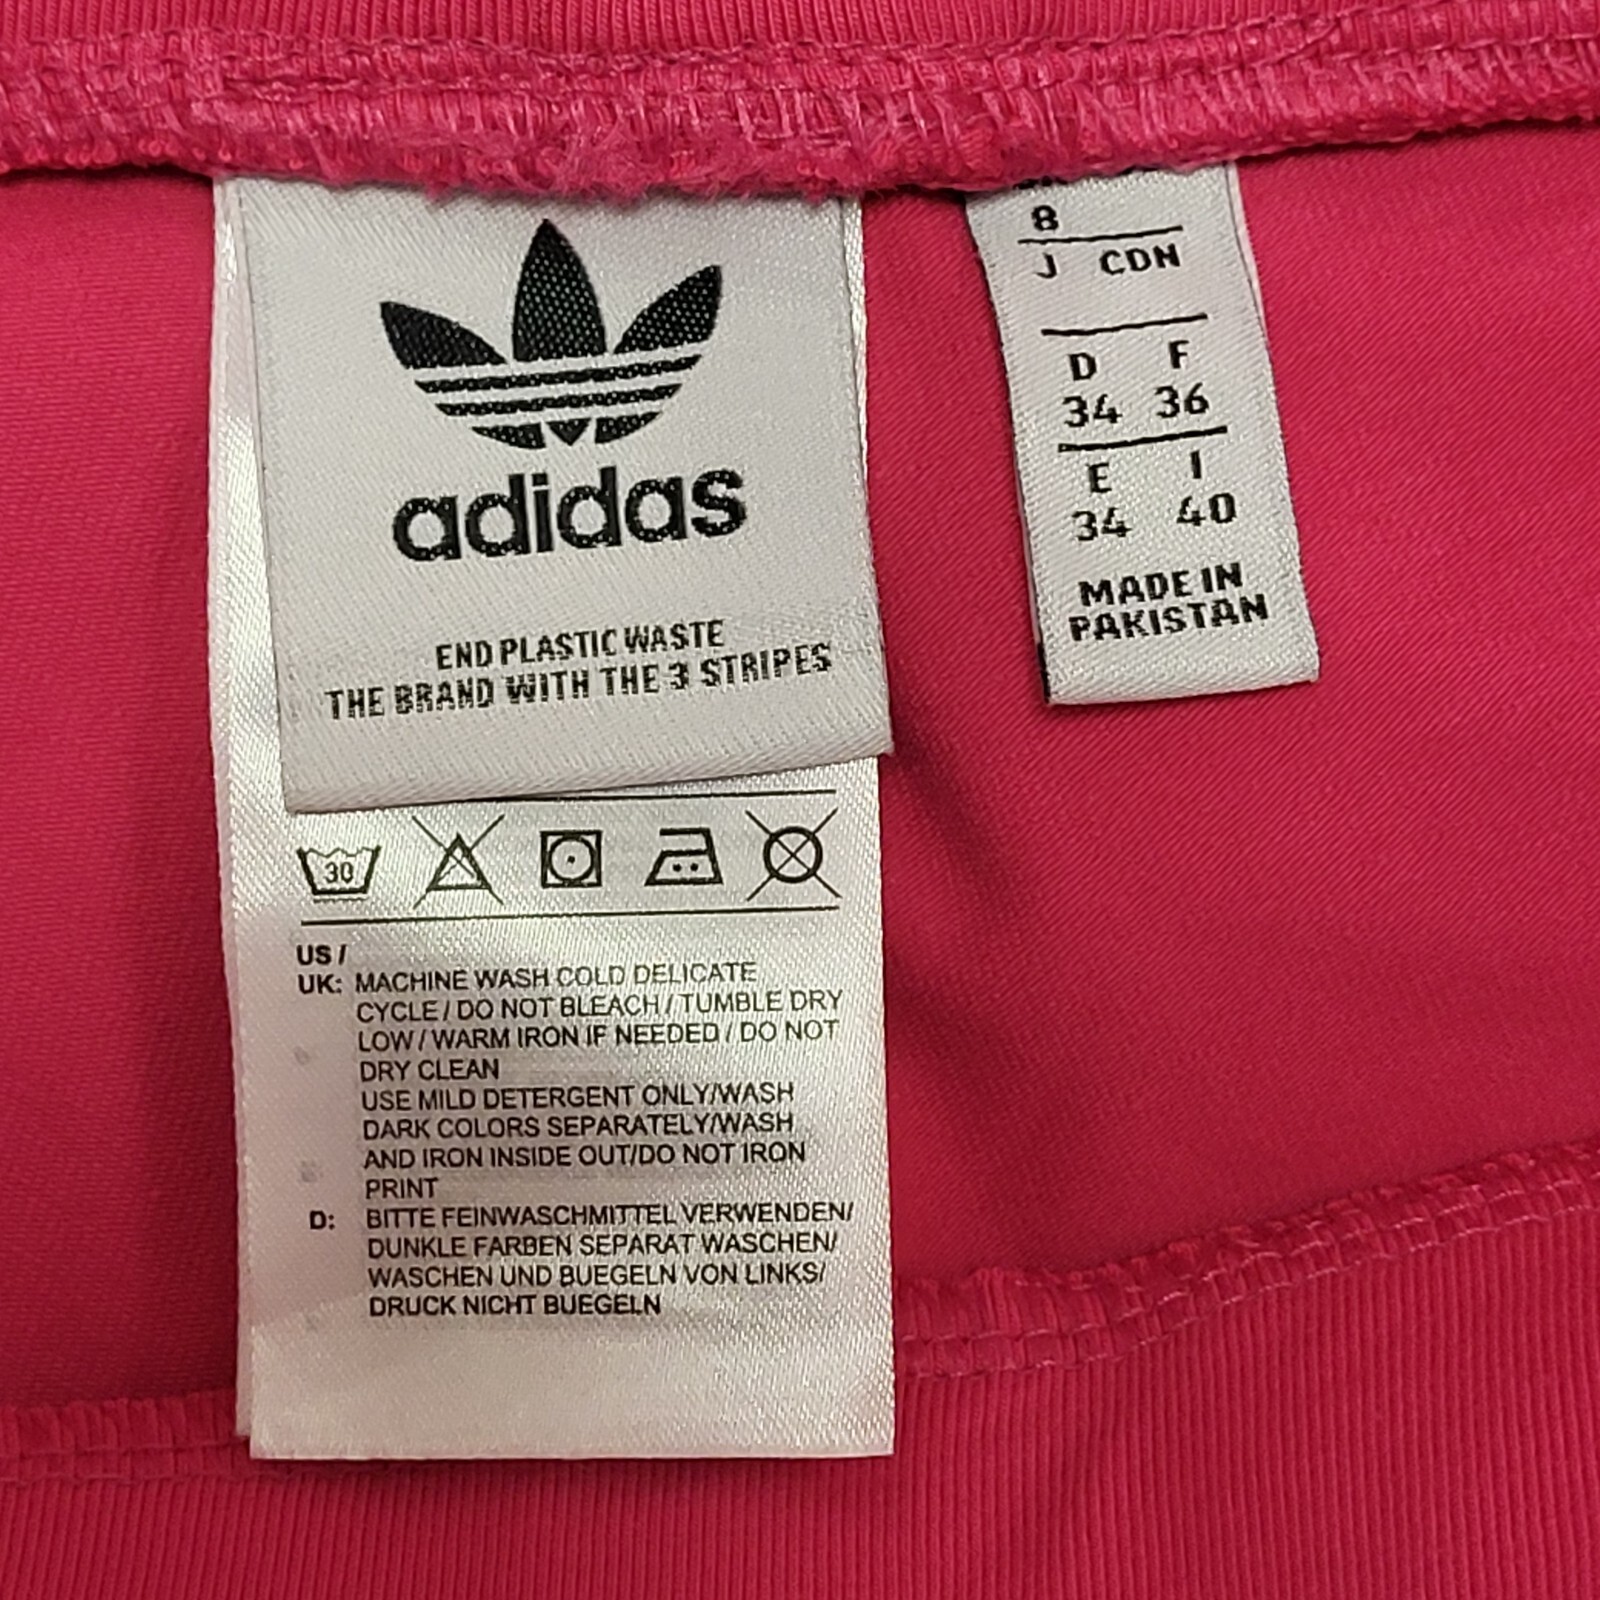 adidas
END PLASTIC WASTE
THE BRAND WITH THE 3 STRIPES
30
US /
UK: MACHINE WASH COLD DELICATE
CYCLE / DO NOT BLEACH / TUMBLE DRY
LOW / WARM IRON IF NEEDED / DO NOT
DRY CLEAN
USE MILD DETERGENT ONLY/WASH
DARK COLORS SEPARATELY/WASH
AND IRON INSIDE OUT/DO NOT IRON
PRINT
D: BITTE FEINWASCHMITTEL VERWENDEN/
DUNKLE FARBEN SEPARAT WASCHEN/
WASCHEN UND BUEGELN VON LINKS/
DRUCK NICHT BUEGELN
8
J CDN
D F
34 36
E I
34 40
MADE IN
PAKISTAN